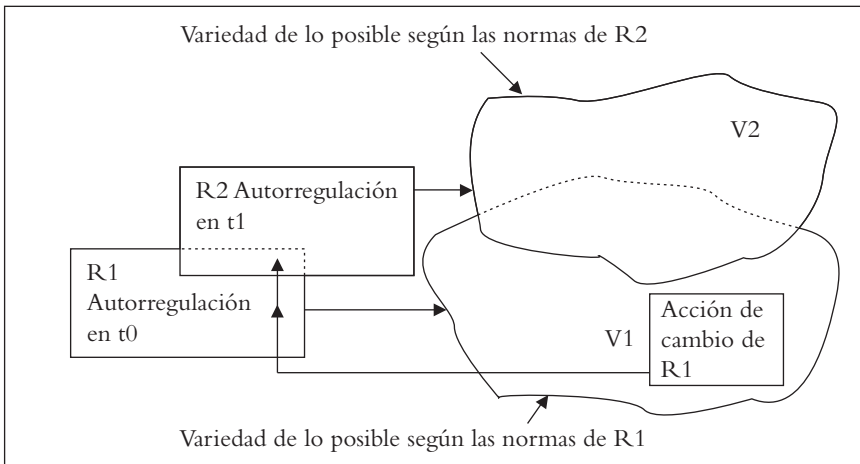 Variedad de lo posible según las normas de R2
V2
R2 Autorregulación
en t1
R1
Autorregulación
en t0
V1
Acción de
cambio de
R1
Variedad de lo posible según las normas de R1